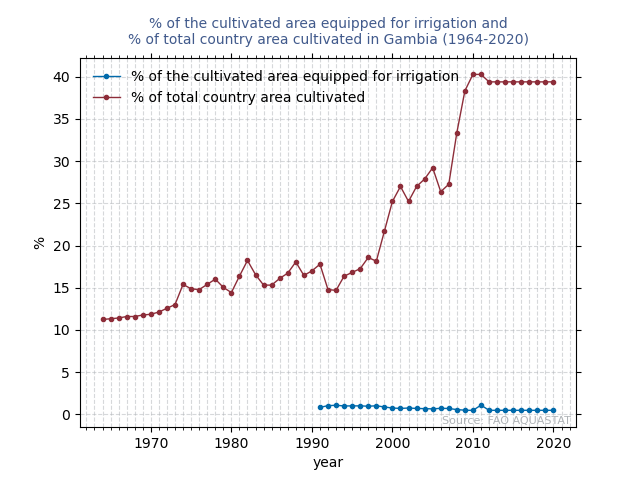 % of the cultivated area equipped for irrigation and
% of total country area cultivated in Gambia (1964-2020)
% of the cultivated area equipped for irrigation
% of total country area cultivated
40
35
30
25
20
15
10
5
0
%
Source: FAO AQUASTAT
1970 1980 1990 2000 2010 2020
year